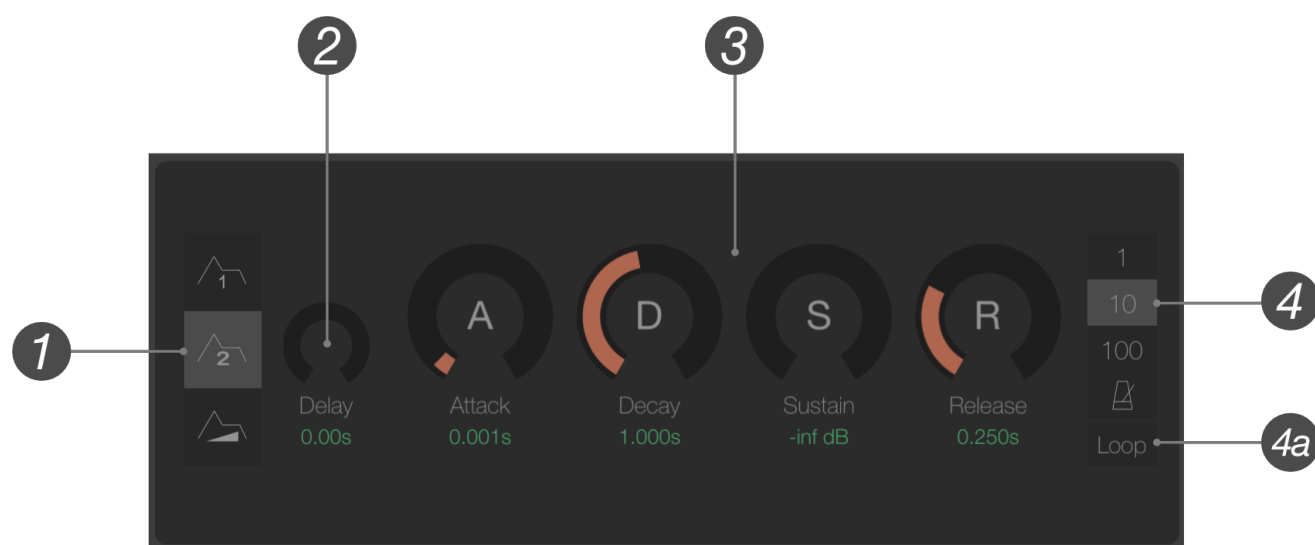 2
3
1
1
2
Delay
0.00s
A
Attack
0.001s
D
Decay
1.000s
S
Sustain
-inf dB
R
Release
0.250s
1
10
100
Loop
4
4a